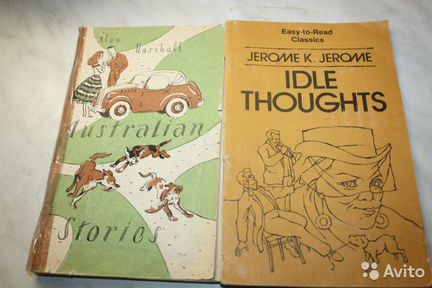 Alan
Marshall
Australian
Stories
Easy-to-Read
Classics
JEROME K. JEROME
IDLE
THOUGHTS
Avito